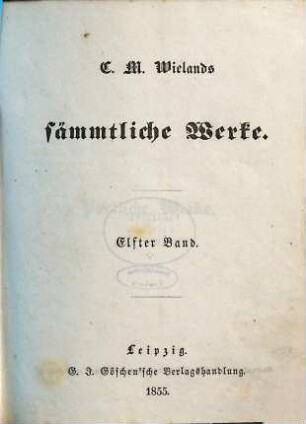 C. M. Wielands
sämmtliche Werke.
Elfter Band.
Leipzig.
G. J. Göschen'sche Verlagshandlung.
1855.